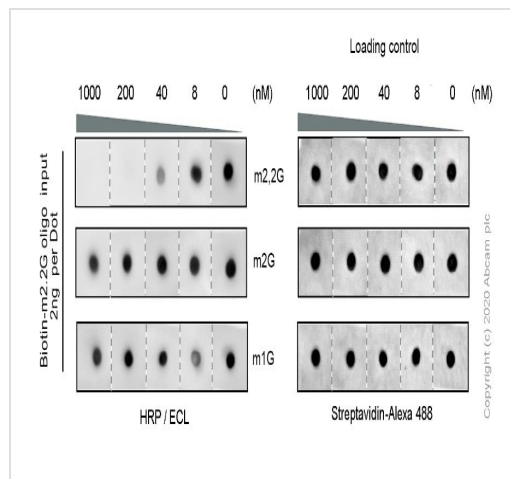 Loading control
1000 200 40 8 0 (nM)
1000 200 40 8 0 (nM)
Biotin-m2.2G oligo input
2ng per Dot
m2,2G
m2G
m1G
HRP / ECL
Streptavidin-Alexa 488
Copyright (c) 2020 Abcam plc